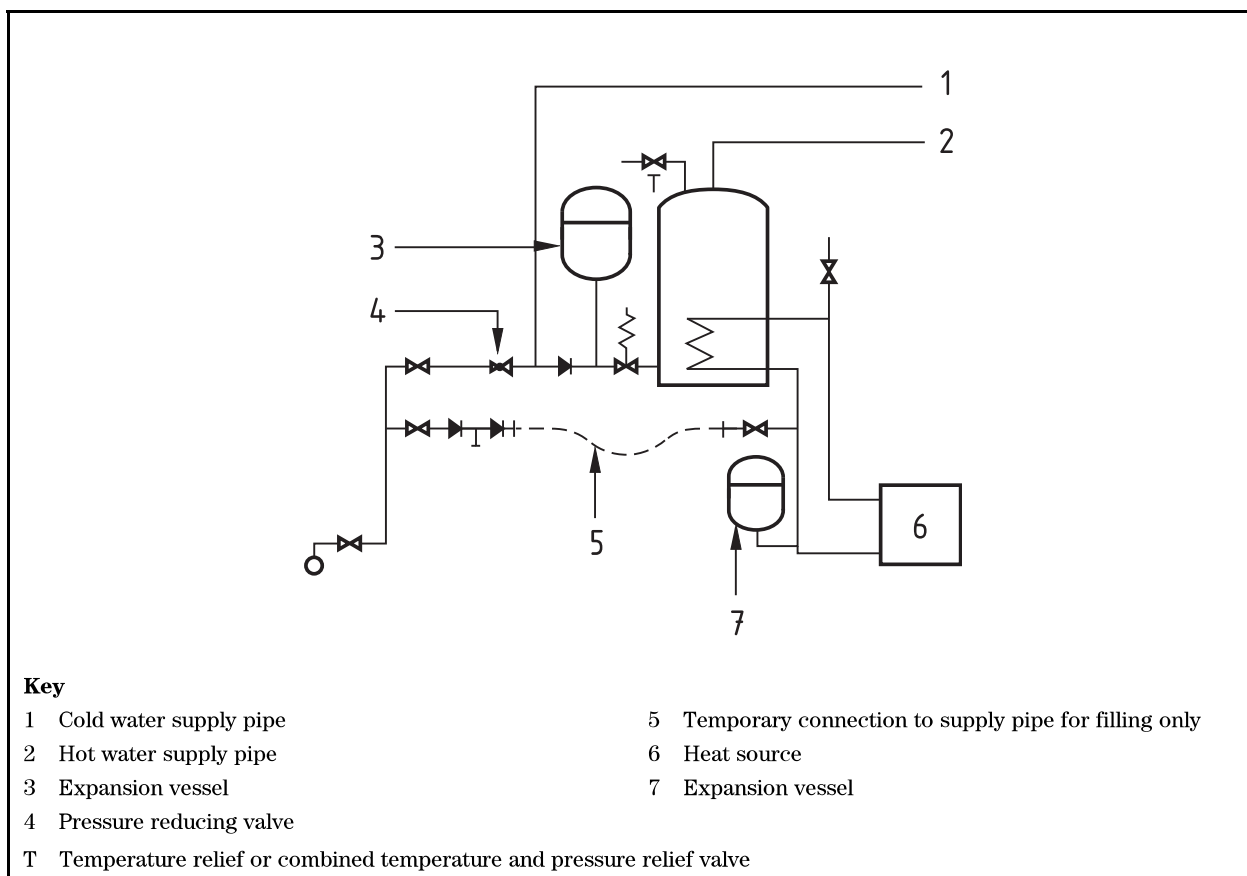 1
2
3
4
5
6
7
T
Key
1 Cold water supply pipe
2 Hot water supply pipe
3 Expansion vessel
4 Pressure reducing valve
T Temperature relief or combined temperature and pressure relief valve
5 Temporary connection to supply pipe for filling only
6 Heat source
7 Expansion vessel